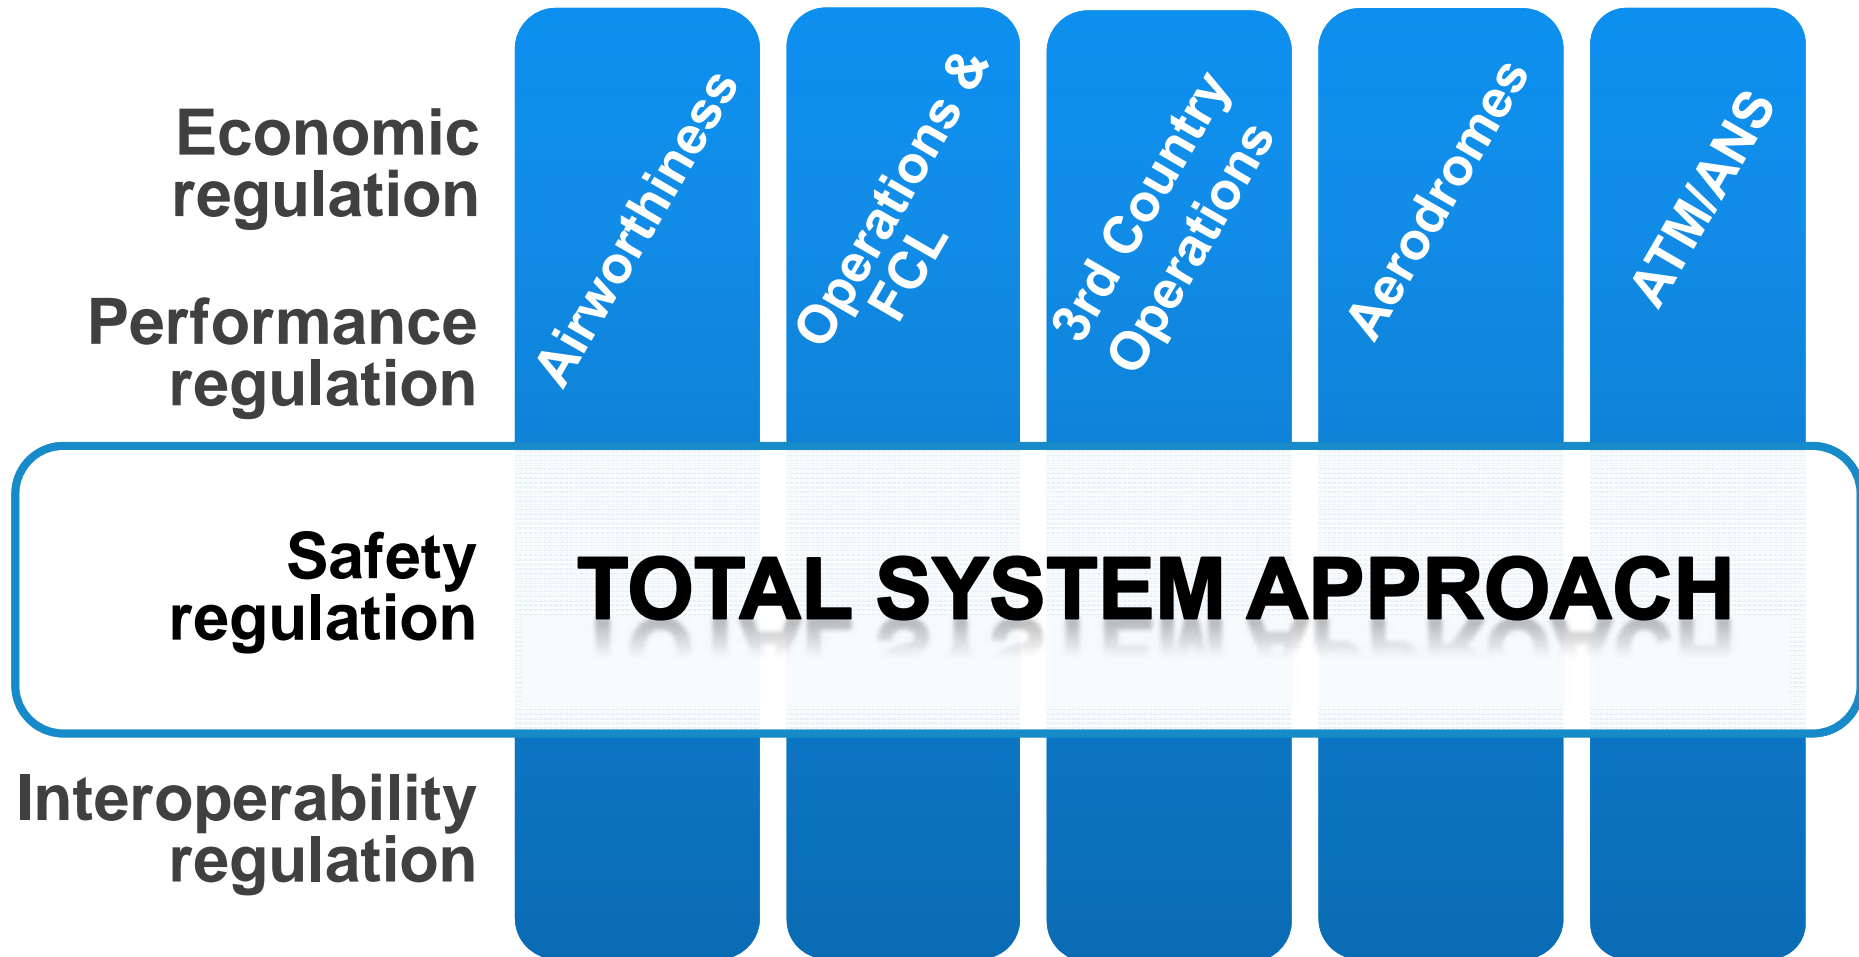 Economic
regulation
Performance
regulation
Airworthiness
Operations &
FCL
3rd Country
Operations
Aerodromes
ATM/ANS
Safety
regulation
TOTAL SYSTEM APPROACH
Interoperability
regulation